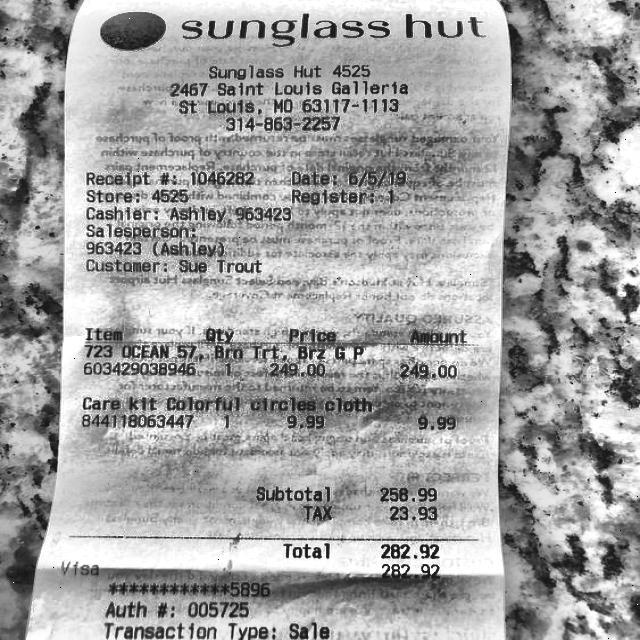 sunglass hut
Sunglass Hut 4525
2467 Saint Louis Galleria
St Louis, MO 63117-1113
314-863-2257
Receipt #: 1046282 Date: 6/5/19
Store: 4525 Register: 1
Cashier: Ashley 963423
Salesperson:
963423 (Ashley)
Customer: Sue Trout
Item Qty Price Amount
723 OCEAN 57, Brn Trt, Brz G P
603429038946 1 249.00 249.00
Care kit Colorful circles cloth
844118063447 1 9.99 9.99
Subtotal 258.99
TAX 23.93
Total 282.92
Visa 282.92
************5896
Auth #: 005725
Transaction Type: Sale